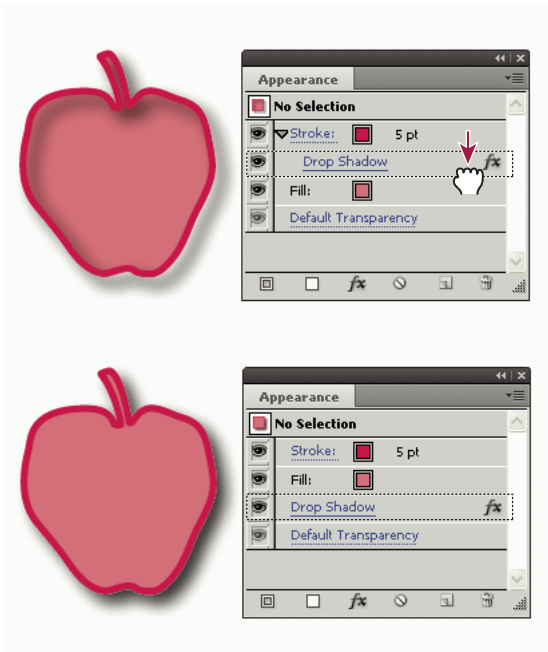 Appearance
No Selection
Stroke: 5 pt
Drop Shadow fx
Fill:
Default Transparency
fx
Appearance
No Selection
Stroke: 5 pt
Fill:
Drop Shadow fx
Default Transparency
fx